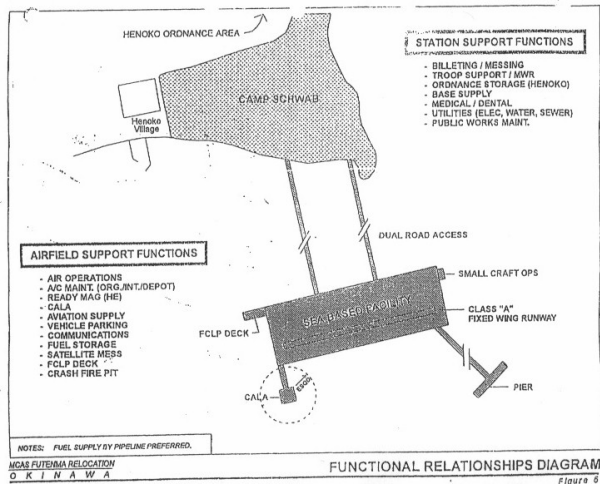 HENOKO ORDNANCE AREA
STATION SUPPORT FUNCTIONS
- BILLETING / MESSING
- TROOP SUPPORT / MWR
- ORDNANCE STORAGE (HENOKO)
- BASE SUPPLY
- MEDICAL / DENTAL
- UTILITIES (ELEC, WATER, SEWER)
- PUBLIC WORKS MAINT.
CAMP SCHWAB
Henoko
Village
DUAL ROAD ACCESS
AIRFIELD SUPPORT FUNCTIONS
- AIR OPERATIONS
- A/C MAINT. (ORG./INT./DEPOT)
- READY MAG (HE)
- CALA
- AVIATION SUPPLY
- VEHICLE PARKING
- COMMUNICATIONS
- FUEL STORAGE
- SATELLITE MESS
- FCLP DECK
- CRASH FIRE PIT
SMALL CRAFT OPS
SEA BASED FACILITY
CLASS "A"
FIXED WING RUNWAY
FCLP DECK
ESQD
CALA
PIER
NOTES: FUEL SUPPLY BY PIPELINE PREFERRED.
MCAS FUTENMA RELOCATION
OKINAWA
FUNCTIONAL RELATIONSHIPS DIAGRAM
Figure 6